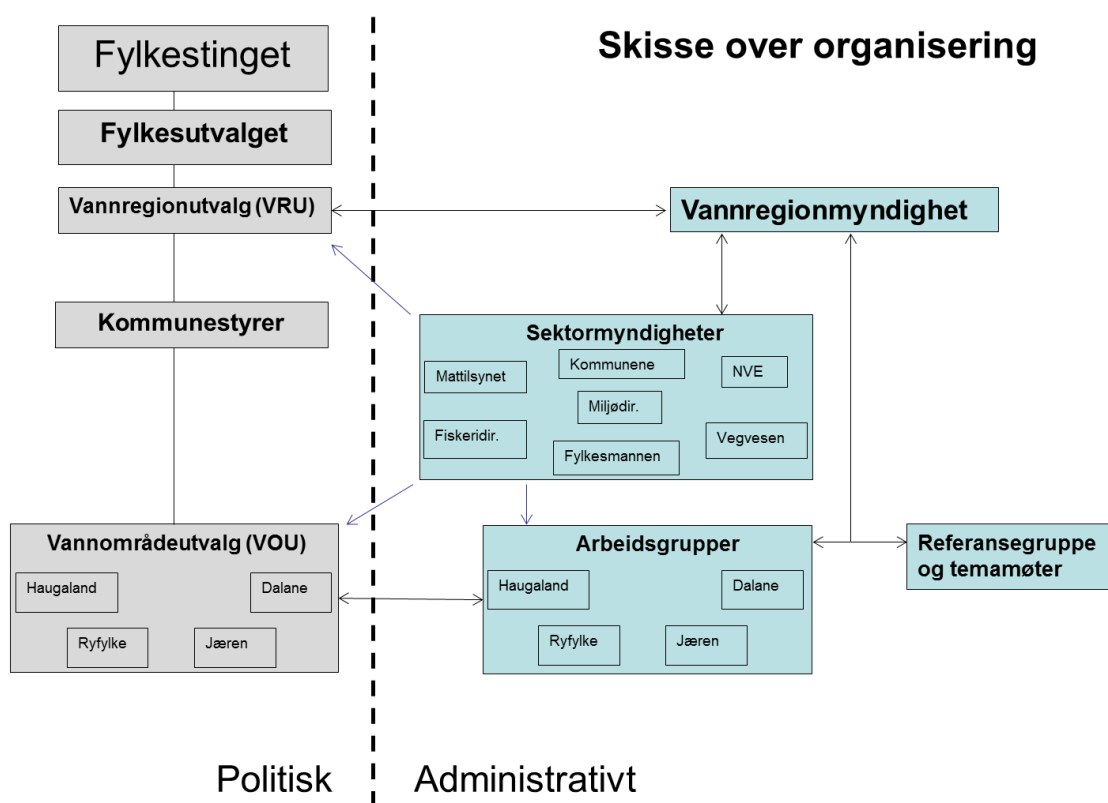 Skisse over organisering
Fylkestinget
Fylkesutvalget
Vannregionutvalg (VRU)
Vannregionmyndighet
Kommunestyrer
Sektormyndigheter
Mattilsynet
Kommunene
NVE
Miljødir.
Fiskeridir.
Fylkesmannen
Vegvesen
Vannområdeutvalg (VOU)
Haugaland
Dalane
Ryfylke
Jæren
Arbeidsgrupper
Haugaland
Dalane
Ryfylke
Jæren
Referansegruppe
og temamøter
Politisk
Administrativt